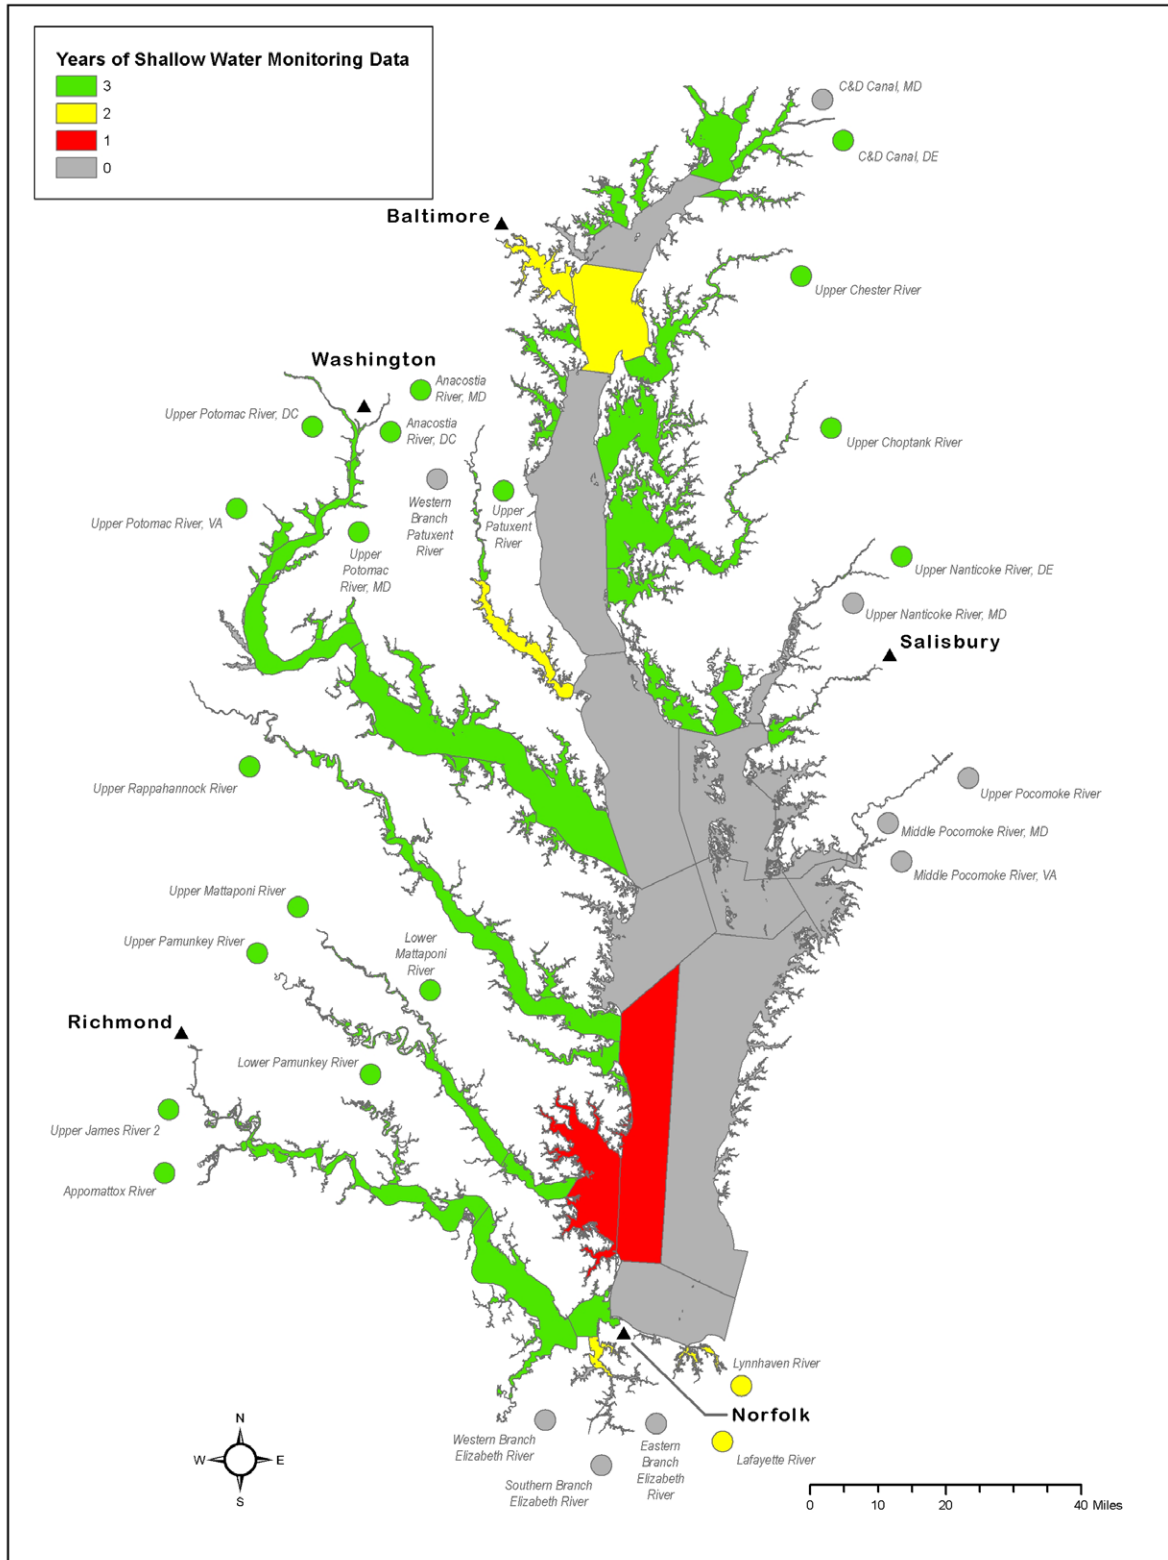 Years of Shallow Water Monitoring Data
3
2
1
0
C&D Canal, MD
C&D Canal, DE
Baltimore
Upper Chester River
Washington
Anacostia
River, MD
Upper Potomac River, DC
Anacostia
River, DC
Upper Choptank River
Western
Branch
Patuxent
River
Upper
Patuxent
River
Upper Potomac River, VA
Upper
Potomac
River, MD
Upper Nanticoke River, DE
Upper Nanticoke River, MD
Salisbury
Upper Rappahannock River
Upper Pocomoke River
Middle Pocomoke River, MD
Middle Pocomoke River, VA
Upper Mattaponi River
Upper Pamunkey River
Lower
Mattaponi
River
Richmond
Lower Pamunkey River
Upper James River 2
Appomattox River
Lynnhaven River
Norfolk
Western Branch
Elizabeth River
Eastern
Branch
Elizabeth
River
Lafayette River
Southern Branch
Elizabeth River
N
W
E
S
0
10
20
40 Miles